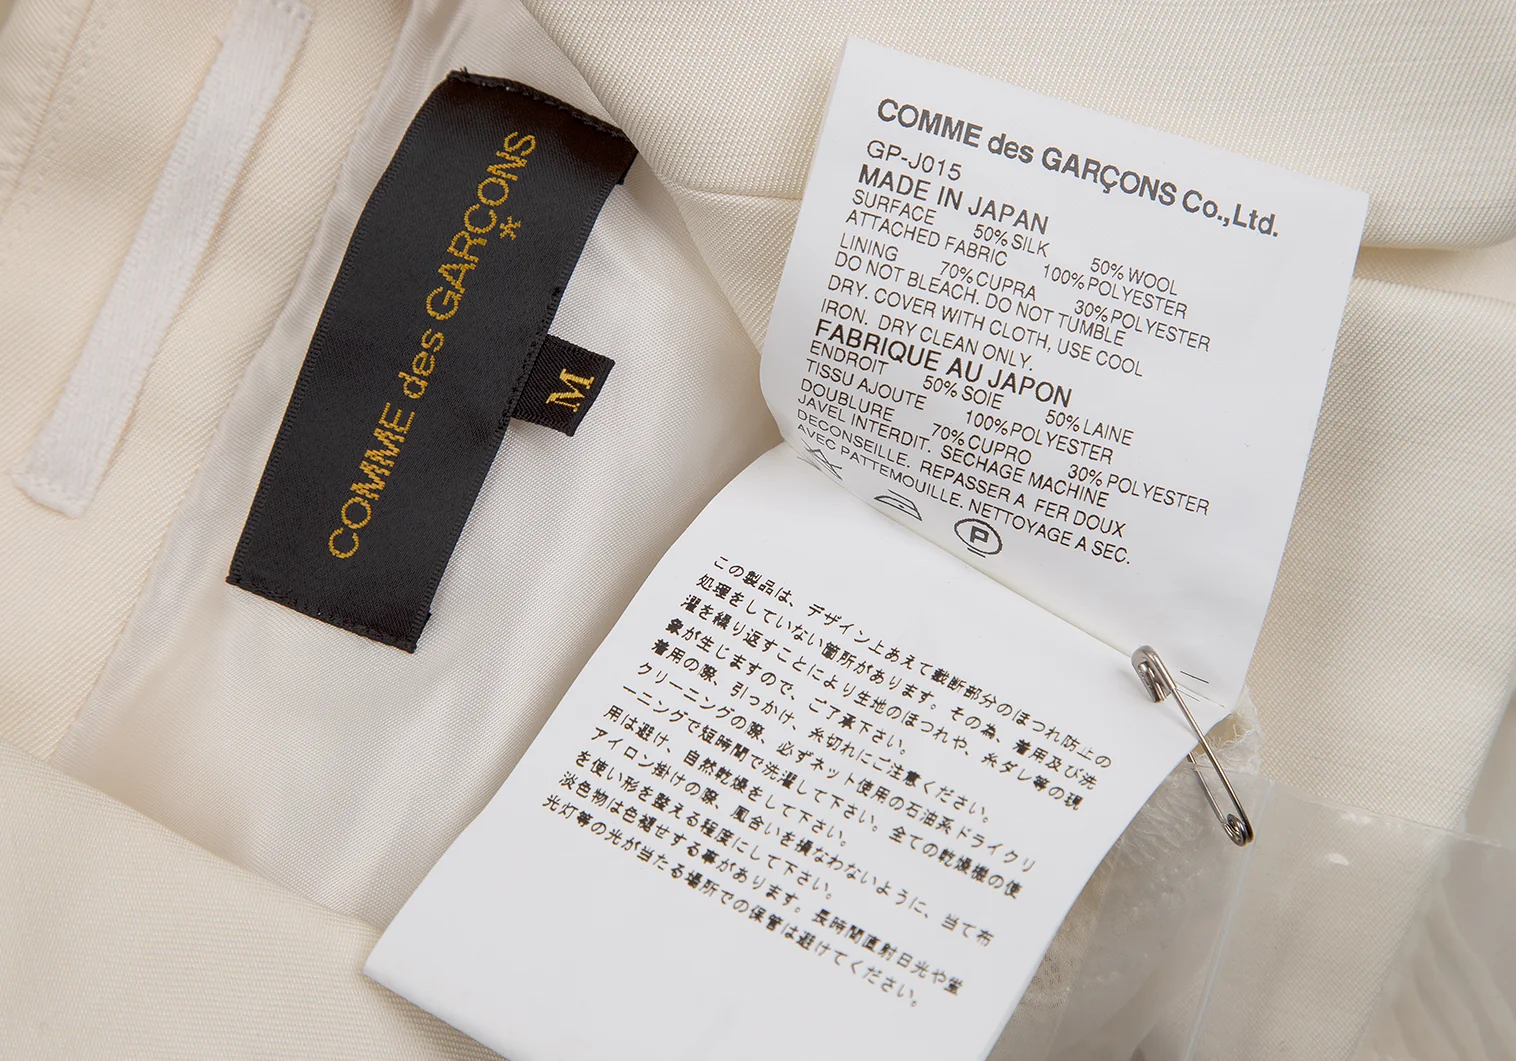 COMME des GARÇONS
M
COMME des GARÇONS Co.,Ltd.
GP-J015
MADE IN JAPAN
SURFACE 50% SILK 50% WOOL
ATTACHED FABRIC 100% POLYESTER
LINING 70% CUPRA 30% POLYESTER
DO NOT BLEACH. DO NOT TUMBLE
DRY. COVER WITH CLOTH, USE COOL
IRON. DRY CLEAN ONLY.
FABRIQUE AU JAPON
ENDROIT 50% SOIE 50% LAINE
TISSU AJOUTE 100% POLYESTER
DOUBLURE 70% CUPRO 30% POLYESTER
JAVEL INTERDIT. SECHAGE MACHINE
DECONSEILLE. REPASSER A FER DOUX
AVEC PATTEMOUILLE. NETTOYAGE A SEC.
P
この製品は、デザイン上あえて裁断部分のほつれ防止の
処理をしていない箇所があります。その為、着用及び洗
濯を繰り返すことにより生地のほつれや、糸ダレ等の現
象が生じますので、ご了承下さい。
着用の際、引っかけ、糸切れにご注意ください。
クリーニングの際、必ずネット使用の石油系ドライクリ
ーニングで短時間で洗濯して下さい。全ての乾燥機の使
用は避け、自然乾燥をして下さい。
アイロン掛けの際、風合いを損なわないように、当て布
を使い形を整える程度にして下さい。
淡色物は色褪せする事があります。長時間直射日光や蛍
光灯等の光が当たる場所での保管は避けてください。